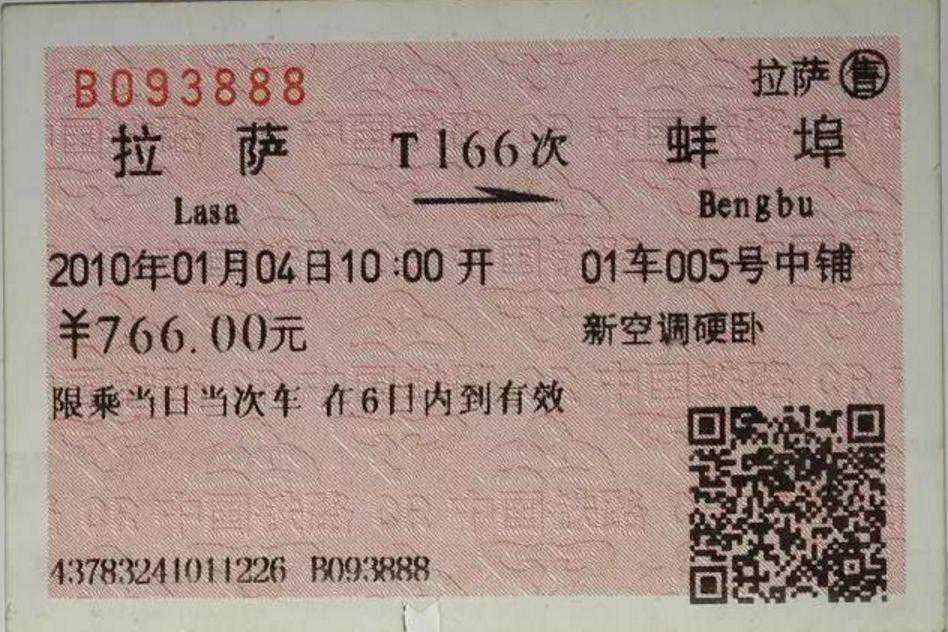 B093888
拉萨 售
拉萨 T166次 蚌埠
Lasa Bengbu
2010年01月04日10:00开 01车005号中铺
￥766.00元 新空调硬卧
限乘当日当次车 在6日内到有效
43783241011226 B093888